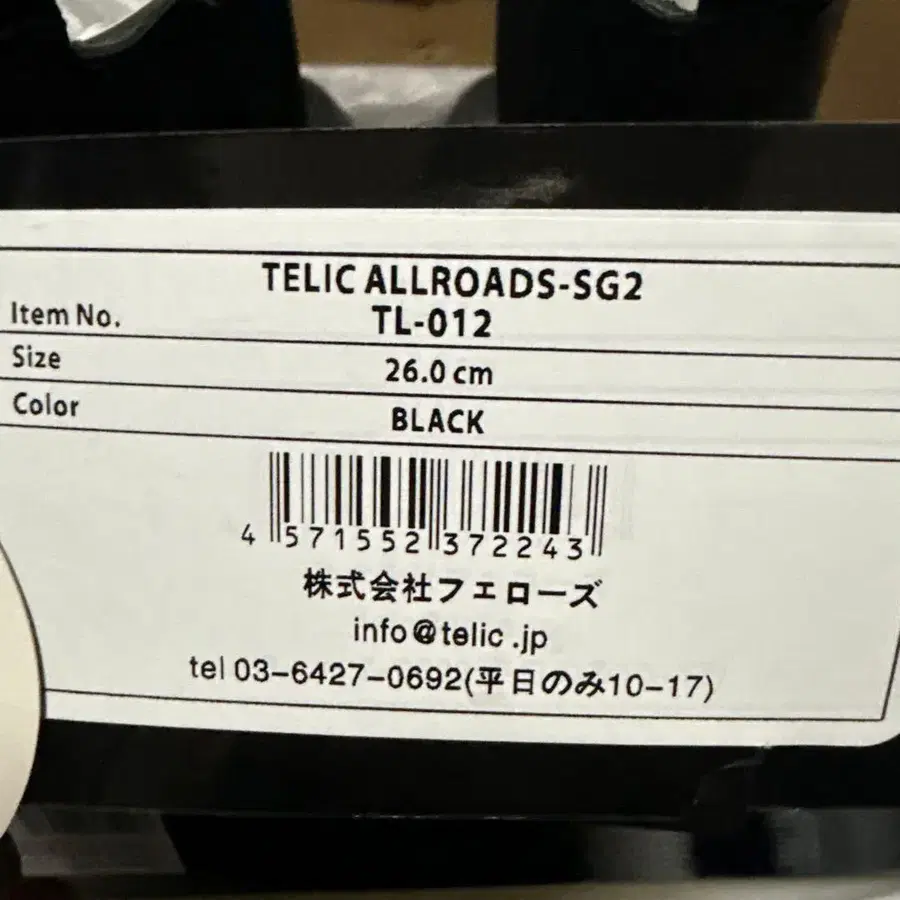 TELIC ALLROADS-SG2
Item No. TL-012
Size 26.0 cm
Color BLACK
4 571552 372243
株式会社フェローズ
info@telic .jp
tel 03-6427-0692(平日のみ10-17)